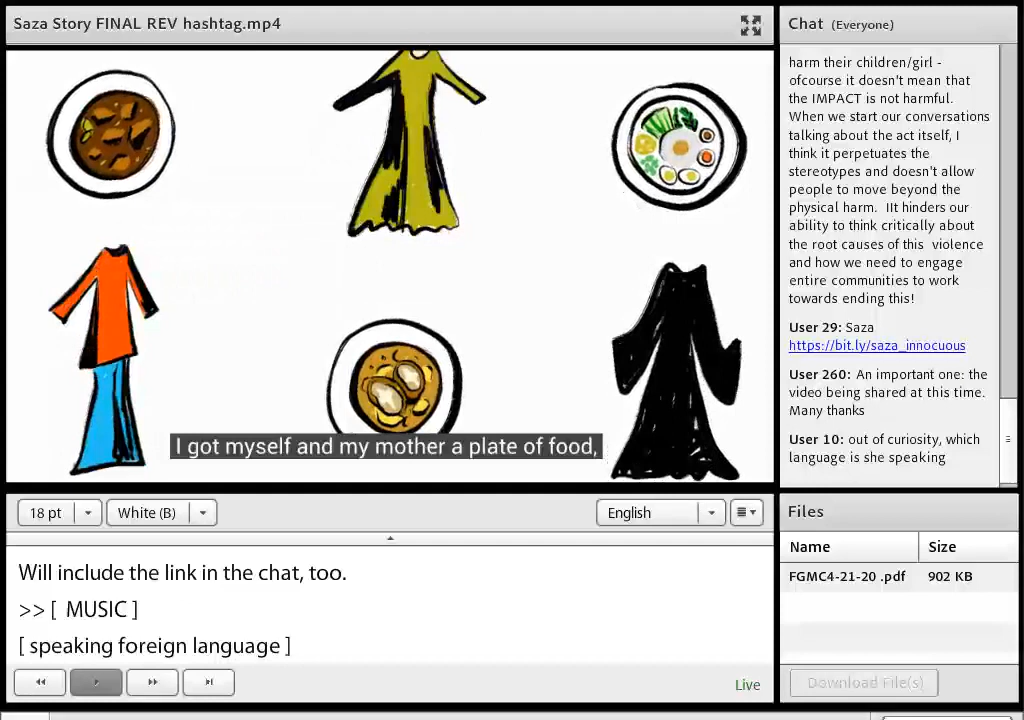 Saza Story FINAL REV hashtag.mp4
I got myself and my mother a plate of food,
18 pt
White (B)
English
Will include the link in the chat, too.
>> [  MUSIC ]
[ speaking foreign language ]
Live
Chat (Everyone)
harm their children/girl -
ofcourse it doesn't mean that
the IMPACT is not harmful.
When we start our conversations
talking about the act itself, I
think it perpetuates the
stereotypes and doesn't allow
people to move beyond the
physical harm.  IIt hinders our
ability to think critically about
the root causes of this  violence
and how we need to engage
entire communities to work
towards ending this!
User 29: Saza
https://bit.ly/saza_innocuous
User 260: An important one: the
video being shared at this time.
Many thanks
User 10: out of curiosity, which
language is she speaking
Files
Name Size
FGMC4-21-20 .pdf 902 KB
Download File(s)